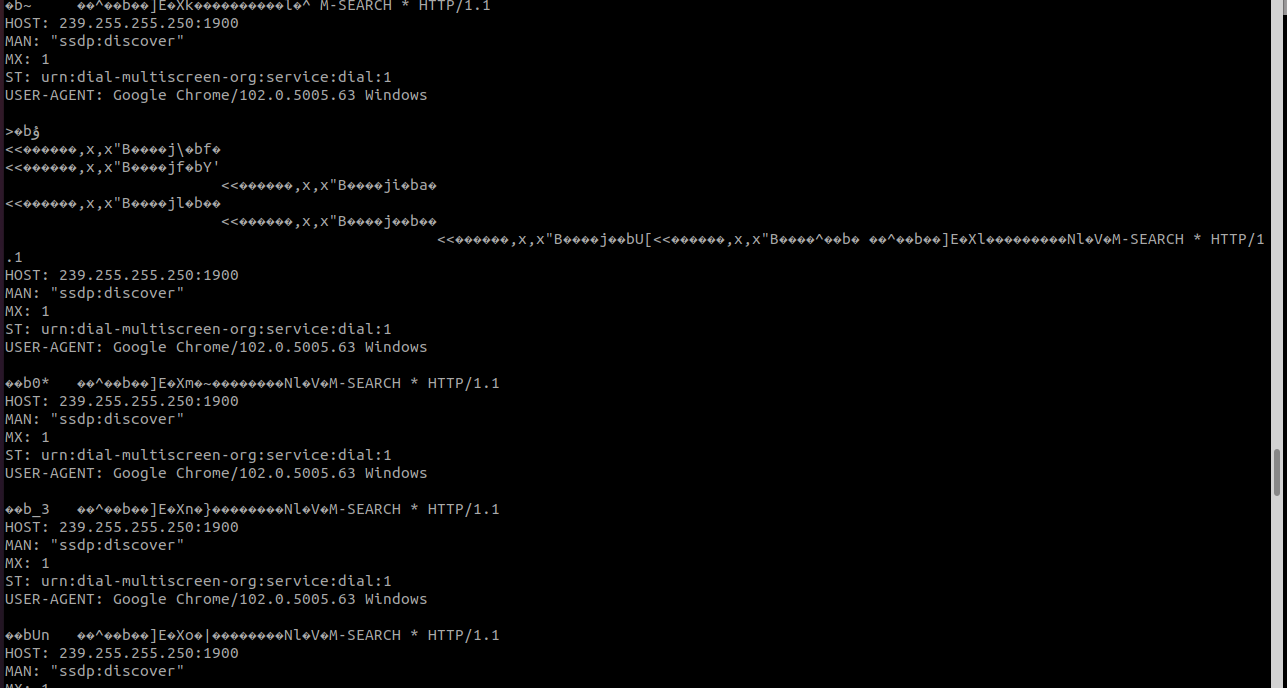 �b~     ��^��b��]E�Xk����������l�^ M-SEARCH * HTTP/1.1
HOST: 239.255.255.250:1900
MAN: "ssdp:discover"
MX: 1
ST: urn:dial-multiscreen-org:service:dial:1
USER-AGENT: Google Chrome/102.0.5005.63 Windows
>�bۇ
<<������,x,x"B����j\�bf�
<<������,x,x"B����jf�bY'
<<������,x,x"B����ji�ba�
<<������,x,x"B����jl�b��
<<������,x,x"B����j��b��
<<������,x,x"B����j��bU[<<������,x,x"B����^��b� ��^��b��]E�Xl���������Nl�V�M-SEARCH * HTTP/1
.1
HOST: 239.255.255.250:1900
MAN: "ssdp:discover"
MX: 1
ST: urn:dial-multiscreen-org:service:dial:1
USER-AGENT: Google Chrome/102.0.5005.63 Windows
��b0*   ��^��b��]E�Xm�~��������Nl�V�M-SEARCH * HTTP/1.1
HOST: 239.255.255.250:1900
MAN: "ssdp:discover"
MX: 1
ST: urn:dial-multiscreen-org:service:dial:1
USER-AGENT: Google Chrome/102.0.5005.63 Windows
��b_3   ��^��b��]E�Xn�}��������Nl�V�M-SEARCH * HTTP/1.1
HOST: 239.255.255.250:1900
MAN: "ssdp:discover"
MX: 1
ST: urn:dial-multiscreen-org:service:dial:1
USER-AGENT: Google Chrome/102.0.5005.63 Windows
��bUn   ��^��b��]E�Xo�|��������Nl�V�M-SEARCH * HTTP/1.1
HOST: 239.255.255.250:1900
MAN: "ssdp:discover"
MX: 1